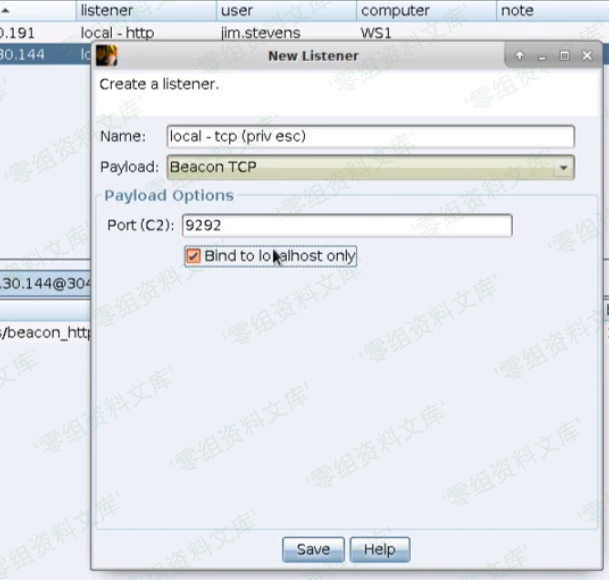 listener user computer note
0.191 local - http jim.stevens WS1
30.144 lo
New Listener
Create a listener.
Name: local - tcp (priv esc)
Payload: Beacon TCP
Payload Options
Port (C2): 9292
Bind to localhost only
.30.144@304
s/beacon_http
Save Help
零组资料文库